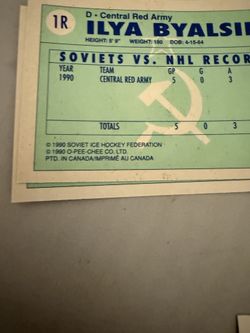 1R
D - Central Red Army
ILYA BYALSI
HEIGHT: 5' 9" WEIGHT: 180 DOB: 4-15-64
SOVIETS VS. NHL RECOR
YEAR TEAM GP G A
1990 CENTRAL RED ARMY 5 0 3
TOTALS 5 0 3
© 1990 SOVIET ICE HOCKEY FEDERATION
© 1990 O-PEE-CHEE CO. LTD.
PTD. IN CANADA/IMPRIMÉ AU CANADA